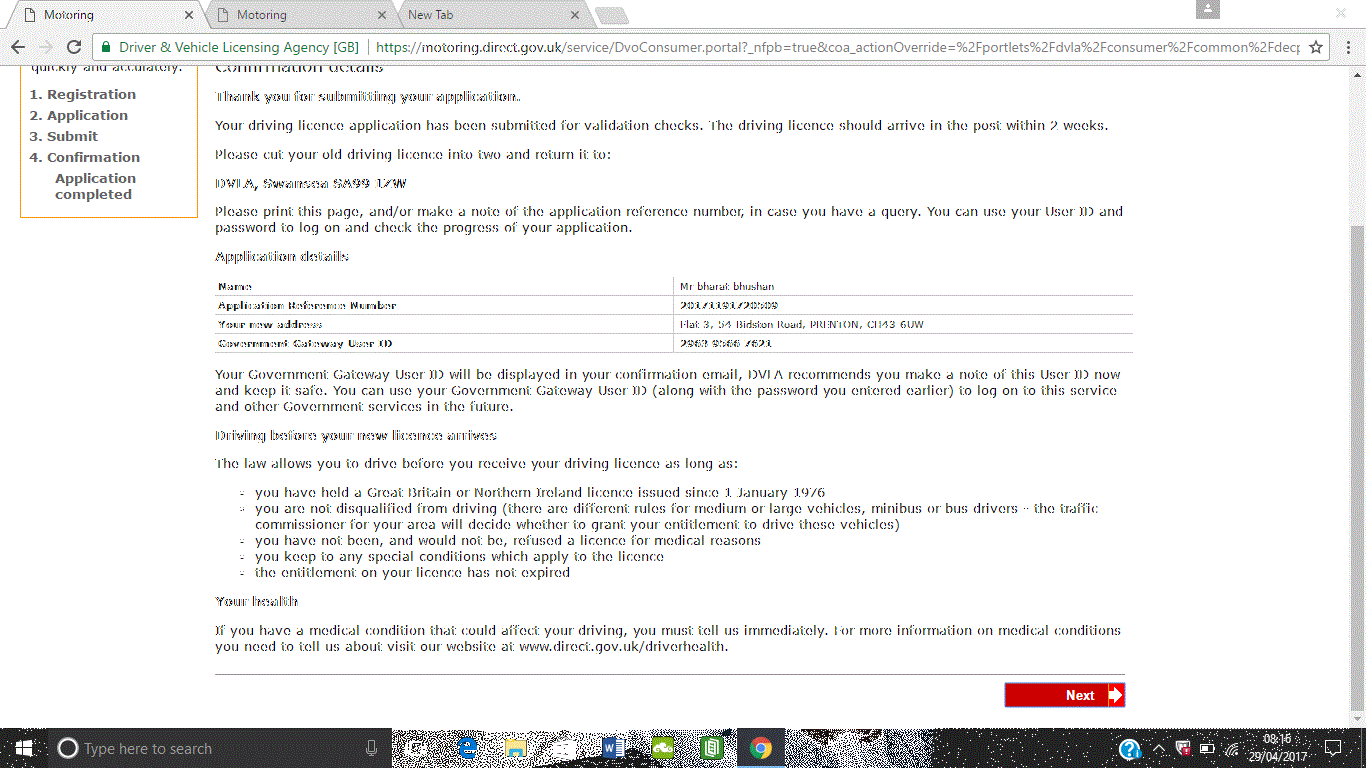 Motoring
Motoring
New Tab
Driver & Vehicle Licensing Agency [GB]
https://motoring.direct.gov.uk/service/DvoConsumer.portal?_nfpb=true&coa_actionOverride=%2Fportlets%2Fdvla%2Fconsumer%2Fcommon%2Fdecp
quickly and accurately.
1. Registration
2. Application
3. Submit
4. Confirmation
Application
completed
Confirmation details
Thank you for submitting your application.
Your driving licence application has been submitted for validation checks. The driving licence should arrive in the post within 2 weeks.
Please cut your old driving licence into two and return it to:
DVLA, Swansea SA99 1ZW
Please print this page, and/or make a note of the application reference number, in case you have a query. You can use your User ID and
password to log on and check the progress of your application.
Application details
Name Mr bharat bhushan
Application Reference Number 20171191720509
Your new address Flat 3, 54 Bidston Road, PRENTON, CH43 6UW
Government Gateway User ID 2963 9566 7621
Your Government Gateway User ID will be displayed in your confirmation email, DVLA recommends you make a note of this User ID now
and keep it safe. You can use your Government Gateway User ID (along with the password you entered earlier) to log on to this service
and other Government services in the future.
Driving before your new licence arrives
The law allows you to drive before you receive your driving licence as long as:
you have held a Great Britain or Northern Ireland licence issued since 1 January 1976
you are not disqualified from driving (there are different rules for medium or large vehicles, minibus or bus drivers - the traffic
commissioner for your area will decide whether to grant your entitlement to drive these vehicles)
you have not been, and would not be, refused a licence for medical reasons
you keep to any special conditions which apply to the licence
the entitlement on your licence has not expired
Your health
If you have a medical condition that could affect your driving, you must tell us immediately. For more information on medical conditions
you need to tell us about visit our website at www.direct.gov.uk/driverhealth.
Next
Type here to search
08:16
29/04/2017